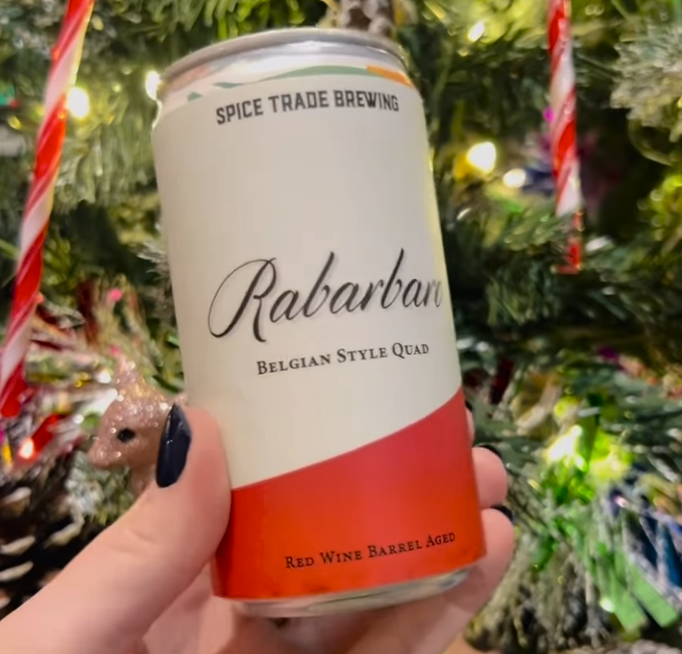 SPICE TRADE BREWING
Rabarbaro
BELGIAN STYLE QUAD
RED WINE BARREL AGED